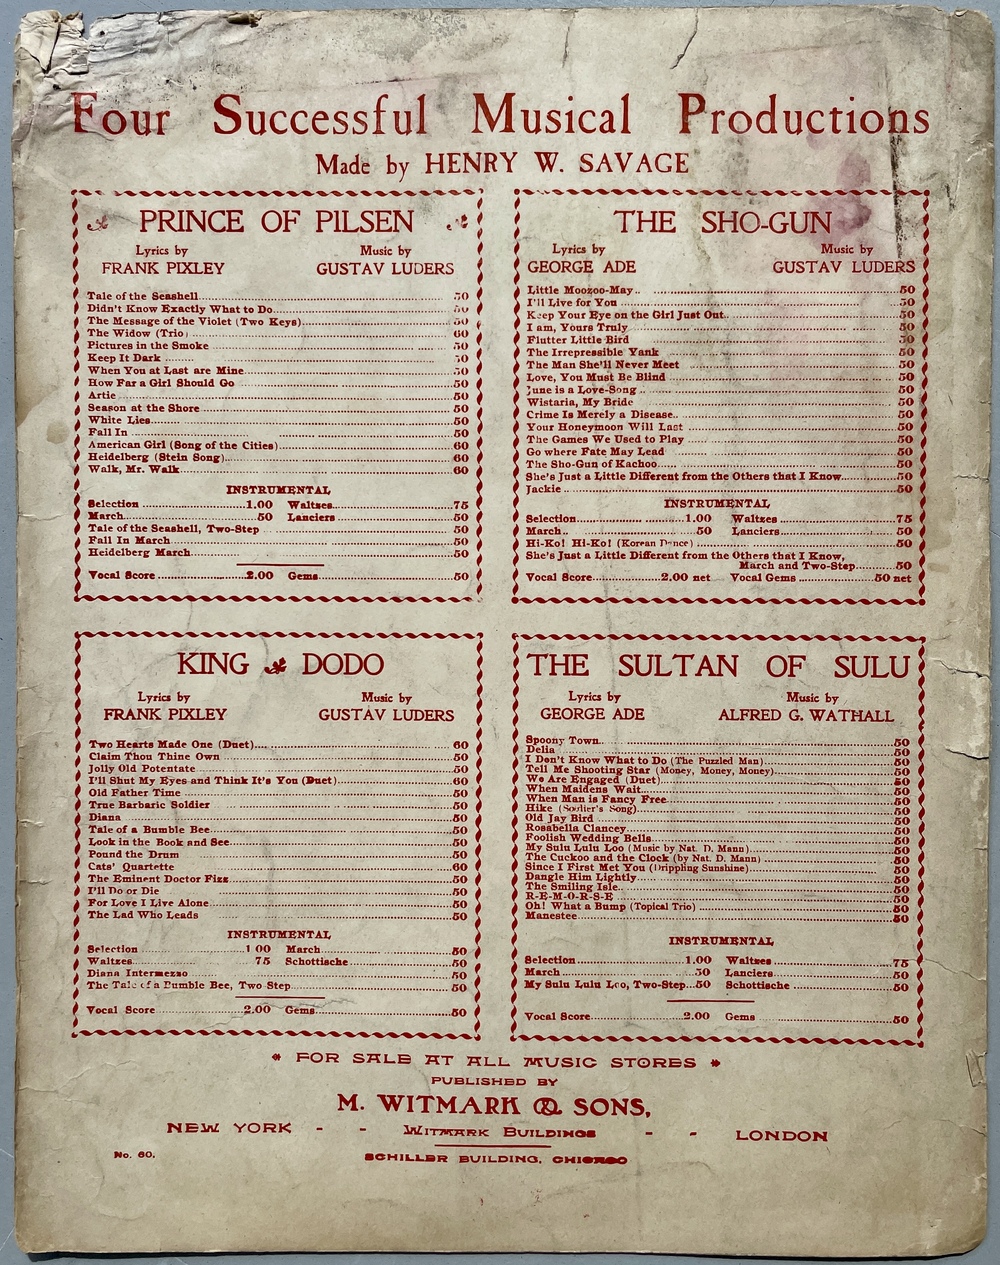 Four Successful Musical Productions
Made by HENRY W. SAVAGE
PRINCE OF PILSEN
Lyrics by Music by
FRANK PIXLEY GUSTAV LUDERS
Tale of the Seashell 50
Didn't Know Exactly What to Do 50
The Message of the Violet (Two Keys) 50
The Widow (Trio) 60
Pictures in the Smoke 50
Keep It Dark 50
When You at Last are Mine 50
How Far a Girl Should Go 50
Artie 50
Season at the Shore 50
White Lies 50
Fall In 50
American Girl (Song of the Cities) 60
Heidelberg (Stein Song) 60
Walk, Mr. Walk 60
INSTRUMENTAL
Selection 1.00 Waltzes 75
March 50 Lanciers 50
Tale of the Seashell, Two-Step 50
Fall In March 50
Heidelberg March 50
Vocal Score 2.00 Gems 50
THE SHO-GUN
Lyrics by Music by
GEORGE ADE GUSTAV LUDERS
Little Moozoo-May 50
I'll Live for You 50
Keep Your Eye on the Girl Just Out 50
I am, Yours Truly 50
Flutter Little Bird 50
The Irrepressible Yank 50
The Man She'll Never Meet 50
Love, You Must Be Blind 50
June is a Love-Song 50
Wistaria, My Bride 50
Crime Is Merely a Disease 50
Your Honeymoon Will Last 50
The Games We Used to Play 50
Go where Fate May Lead 50
The Sho-Gun of Kachoo 50
She's Just a Little Different from the Others that I Know 50
Jackie 50
INSTRUMENTAL
Selection 1.00 Waltzes 75
March 50 Lanciers 50
Hi-Ko! Hi-Ko! (Korean Dance) 50
She's Just a Little Different from the Others that I Know,
March and Two-Step 50
Vocal Score 2.00 net Vocal Gems 50 net
KING DODO
Lyrics by Music by
FRANK PIXLEY GUSTAV LUDERS
Two Hearts Made One (Duet) 60
Claim Thou Thine Own 50
Jolly Old Potentate 50
I'll Shut My Eyes and Think It's You (Duet) 60
Old Father Time 50
True Barbaric Soldier 50
Diana 50
Tale of a Bumble Bee 50
Look in the Book and See 50
Pound the Drum 50
Cats' Quartette 60
The Eminent Doctor Fizz 50
I'll Do or Die 50
For Love I Live Alone 50
The Lad Who Leads 50
INSTRUMENTAL
Selection 1 00 March 50
Waltzes 75 Schottische 50
Diana Intermezzo 50
The Tale of a Bumble Bee, Two Step 50
Vocal Score 2.00 Gems 50
THE SULTAN OF SULU
Lyrics by Music by
GEORGE ADE ALFRED G. WATHALL
Spoony Town 50
Delia 50
I Don't Know What to Do (The Puzzled Man) 50
Tell Me Shooting Star (Money, Money, Money) 50
We Are Engaged (Duet) 50
When Maidens Wait 50
When Man is Fancy Free 50
Hike (Soldier's Song) 50
Old Jay Bird 50
Rosabella Clancey 50
Foolish Wedding Bells 50
My Sulu Lulu Loo (Music by Nat. D. Mann) 50
The Cuckoo and the Clock (by Nat. D. Mann) 50
Since I First Met You (Dripping Sunshine) 50
Dangle Him Lightly 50
The Smiling Isle 50
R-E-M-O-R-S-E 50
Oh! What a Bump (Topical Trio) 50
Manestee 50
INSTRUMENTAL
Selection 1.00 Waltzes 75
March 50 Lanciers 50
My Sulu Lulu Loo, Two-Step 50 Schottische 50
Vocal Score 2.00 Gems 50
FOR SALE AT ALL MUSIC STORES
PUBLISHED BY
M. WITMARK & SONS,
NEW YORK - - WITMARK BUILDINGS - - LONDON
SCHILLER BUILDING, CHICAGO
No. 60.